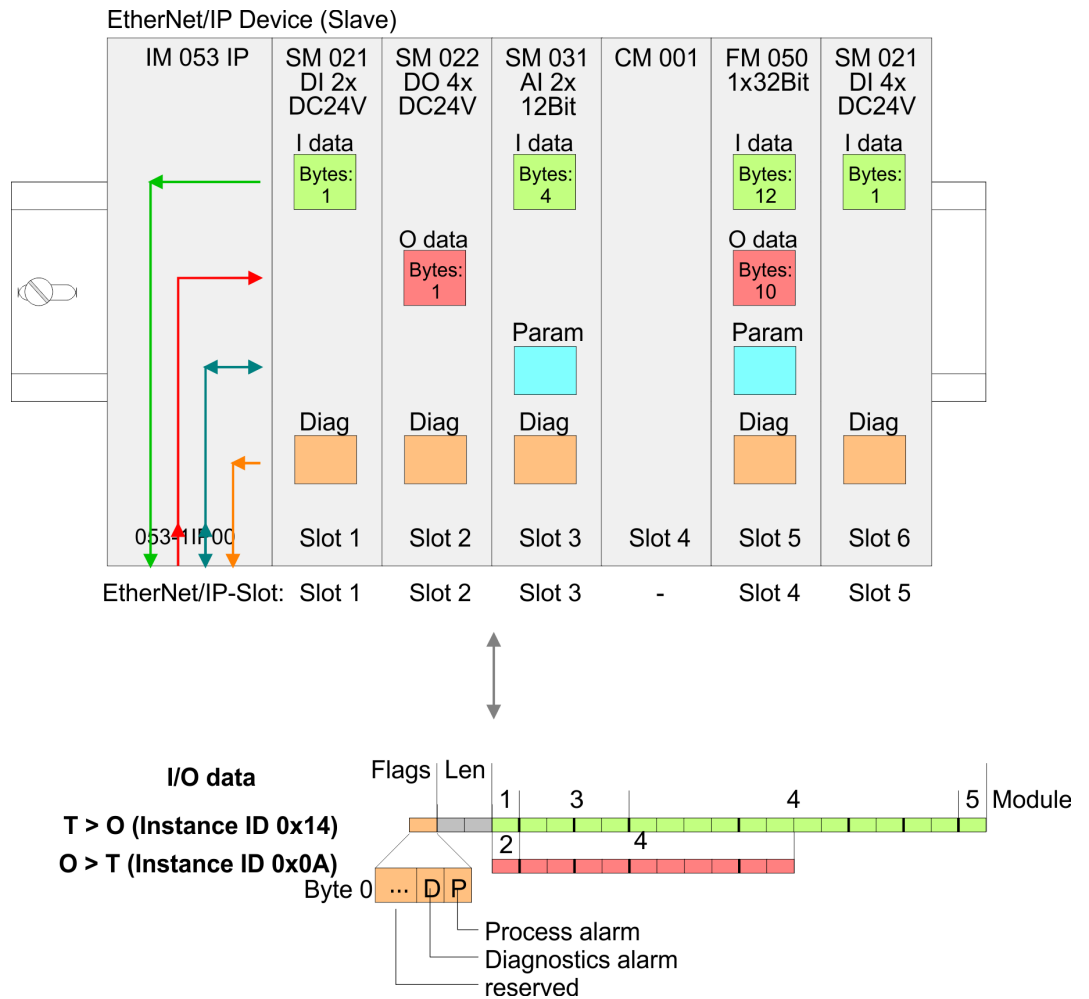 EtherNet/IP Device (Slave)
IM 053 IP
SM 021
DI 2x
DC24V
SM 022
DO 4x
DC24V
SM 031
AI 2x
12Bit
CM 001
FM 050
1x32Bit
SM 021
DI 4x
DC24V
I data
Bytes:
1
I data
Bytes:
4
I data
Bytes:
12
I data
Bytes:
1
O data
Bytes:
1
O data
Bytes:
10
Param
Param
Diag
Diag
Diag
Diag
Diag
053-1IP00
Slot 1
Slot 2
Slot 3
Slot 4
Slot 5
Slot 6
EtherNet/IP-Slot: Slot 1 Slot 2 Slot 3 - Slot 4 Slot 5
I/O data
Flags Len
1 3 4 5 Module
T > O (Instance ID 0x14)
2 4
O > T (Instance ID 0x0A)
Byte 0 ... D P
Process alarm
Diagnostics alarm
reserved